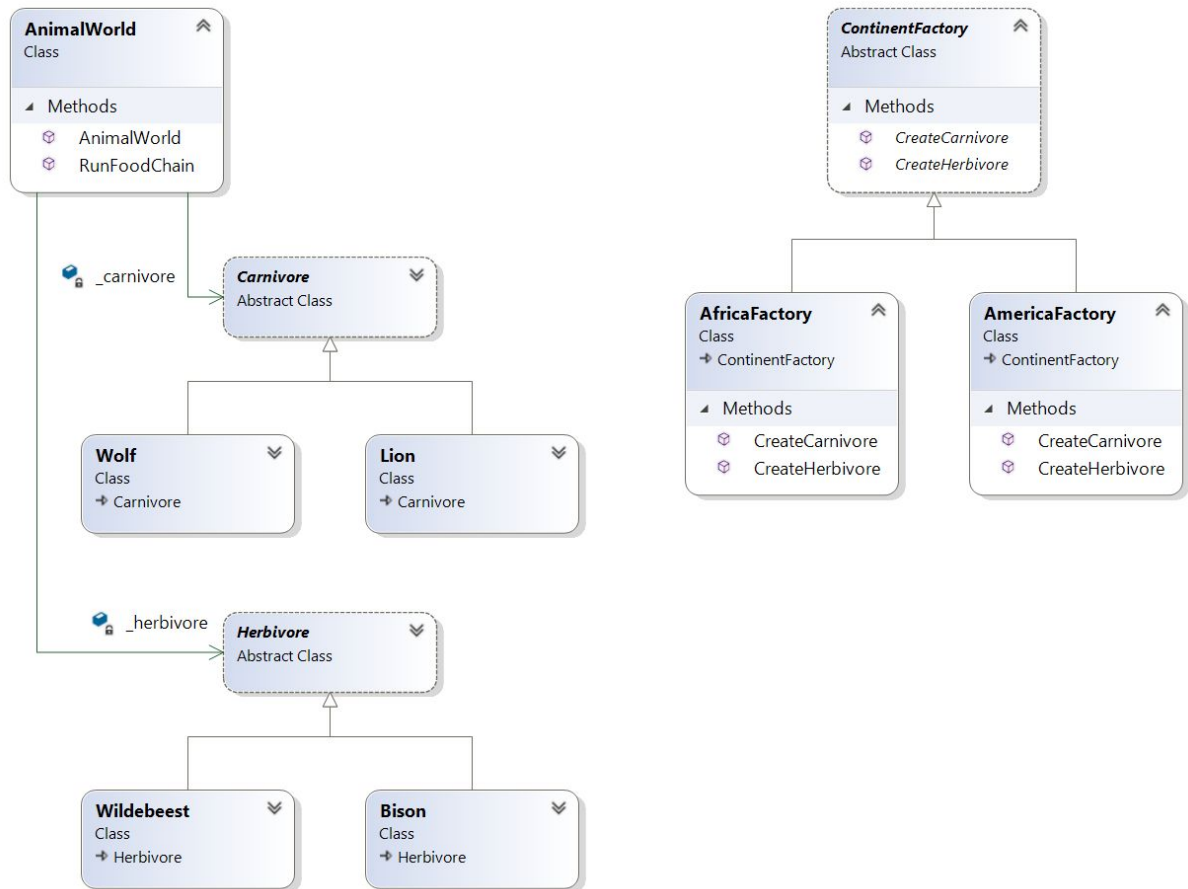 AnimalWorld
Class
Methods
AnimalWorld
RunFoodChain
ContinentFactory
Abstract Class
Methods
CreateCarnivore
CreateHerbivore
_carnivore
Carnivore
Abstract Class
AfricaFactory
Class
ContinentFactory
Methods
CreateCarnivore
CreateHerbivore
AmericaFactory
Class
ContinentFactory
Methods
CreateCarnivore
CreateHerbivore
Wolf
Class
Carnivore
Lion
Class
Carnivore
_herbivore
Herbivore
Abstract Class
Wildebeest
Class
Herbivore
Bison
Class
Herbivore